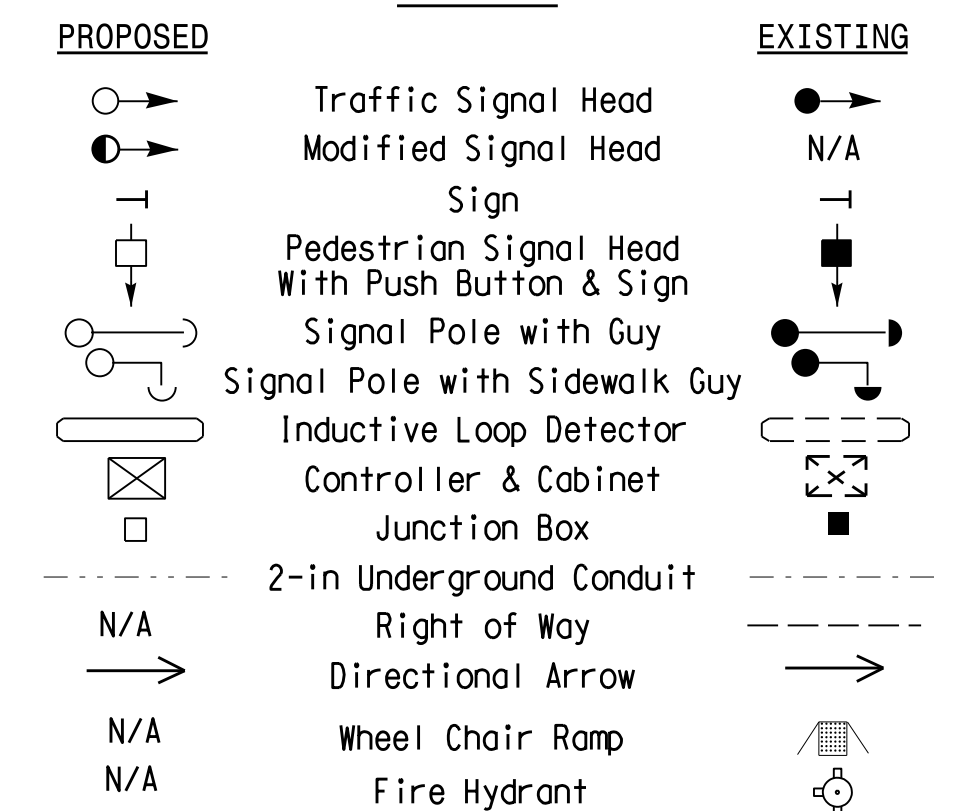 PROPOSED EXISTING
Traffic Signal Head
Modified Signal Head N/A
Sign
Pedestrian Signal Head
With Push Button & Sign
Signal Pole with Guy
Signal Pole with Sidewalk Guy
Inductive Loop Detector
Controller & Cabinet
Junction Box
2-in Underground Conduit
N/A Right of Way
Directional Arrow
N/A Wheel Chair Ramp
N/A Fire Hydrant